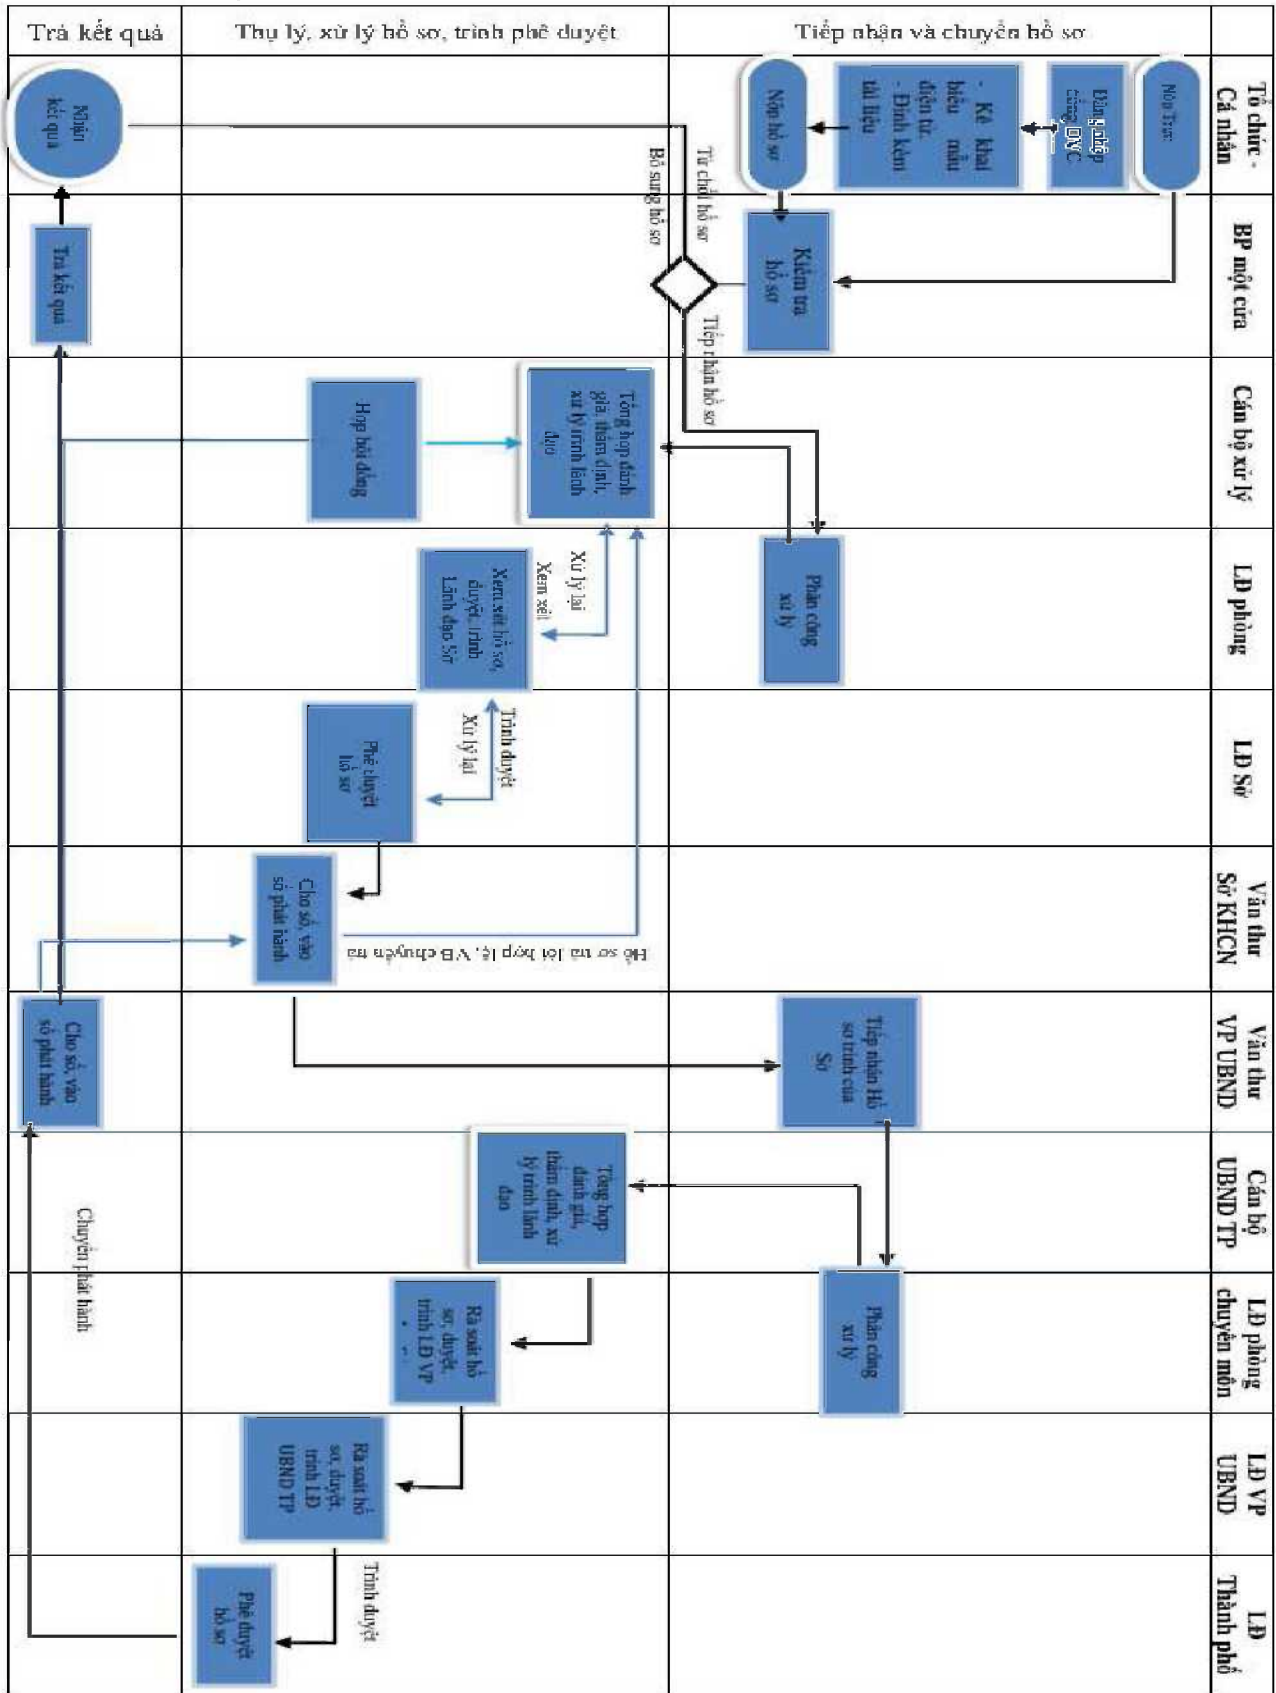 Tổ chức -
Cá nhân
BP một cửa
Cán bộ xử lý
LĐ phòng
LĐ Sở
Văn thư
Sở KHCN
Văn thư
VP UBND
Cán bộ
UBND TP
LĐ phòng
chuyên môn
LĐ VP
UBND
LĐ
Thành phố
Tiếp nhận và chuyển hồ sơ
Nộp Trực
Đăng nhập
cổng DVC
- Kê khai
biểu mẫu
điện tử.
- Đính kèm
tài liệu
Nộp hồ sơ
Kiểm tra
hồ sơ
Từ chối hồ sơ
Bổ sung hồ sơ
Tiếp nhận hồ sơ
Phân công
xử lý
Tiếp nhận Hồ
sơ trình của
Sở
Phân công
xử lý
Thụ lý, xử lý hồ sơ, trình phê duyệt
Tổng hợp đánh
giá, thẩm định,
xử lý trình lãnh
đạo
Họp hội đồng
Xử lý lại
Xem xét
Xem xét hồ sơ,
duyệt, trình
Lãnh đạo Sở
Trình duyệt
Xử lý lại
Phê duyệt
hồ sơ
Cho số, vào
sổ phát hành
Hồ sơ trả lời hợp lệ, VB chuyên trả
Tổng hợp
đánh giá,
thẩm định, xử
lý trình lãnh
đạo
Rà soát hồ
sơ, duyệt,
trình LĐ VP
Rà soát hồ
sơ, duyệt,
trình LĐ
UBND TP
Trình duyệt
Phê duyệt
hồ sơ
Trả kết quả
Nhận
kết quả
Trả kết quả
Cho số, vào
sổ phát hành
Chuyển phát hành